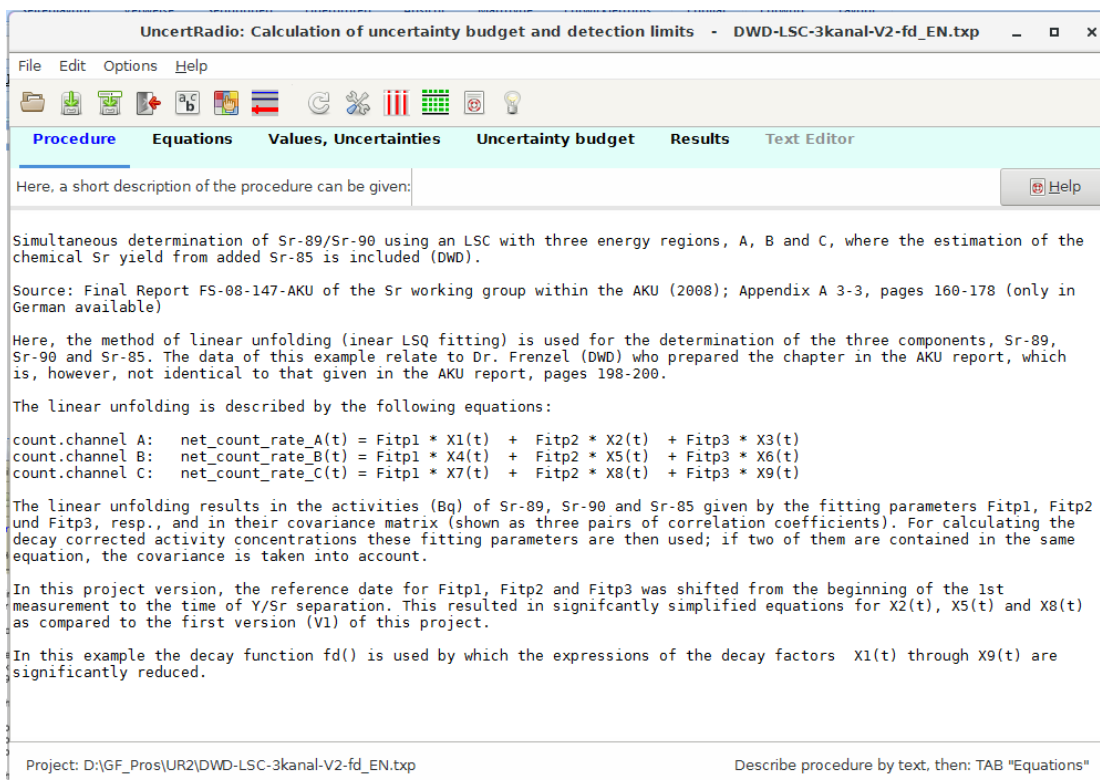 UncertRadio: Calculation of uncertainty budget and detection limits - DWD-LSC-3kanal-V2-fd_EN.txp
File Edit Options Help
Procedure Equations Values, Uncertainties Uncertainty budget Results Text Editor
Here, a short description of the procedure can be given:
Help
Simultaneous determination of Sr-89/Sr-90 using an LSC with three energy regions, A, B and C, where the estimation of the
chemical Sr yield from added Sr-85 is included (DWD).
Source: Final Report FS-08-147-AKU of the Sr working group within the AKU (2008); Appendix A 3-3, pages 160-178 (only in
German available)
Here, the method of linear unfolding (inear LSQ fitting) is used for the determination of the three components, Sr-89,
Sr-90 and Sr-85. The data of this example relate to Dr. Frenzel (DWD) who prepared the chapter in the AKU report, which
is, however, not identical to that given in the AKU report, pages 198-200.
The linear unfolding is described by the following equations:
count.channel A: net_count_rate_A(t) = Fitp1 * X1(t) + Fitp2 * X2(t) + Fitp3 * X3(t)
count.channel B: net_count_rate_B(t) = Fitp1 * X4(t) + Fitp2 * X5(t) + Fitp3 * X6(t)
count.channel C: net_count_rate_C(t) = Fitp1 * X7(t) + Fitp2 * X8(t) + Fitp3 * X9(t)
The linear unfolding results in the activities (Bq) of Sr-89, Sr-90 and Sr-85 given by the fitting parameters Fitp1, Fitp2
und Fitp3, resp., and in their covariance matrix (shown as three pairs of correlation coefficients). For calculating the
decay corrected activity concentrations these fitting parameters are then used; if two of them are contained in the same
equation, the covariance is taken into account.
In this project version, the reference date for Fitp1, Fitp2 and Fitp3 was shifted from the beginning of the 1st
measurement to the time of Y/Sr separation. This resulted in signifcantly simplified equations for X2(t), X5(t) and X8(t)
as compared to the first version (V1) of this project.
In this example the decay function fd() is used by which the expressions of the decay factors X1(t) through X9(t) are
significantly reduced.
Project: D:\GF_Pros\UR2\DWD-LSC-3kanal-V2-fd_EN.txp
Describe procedure by text, then: TAB "Equations"